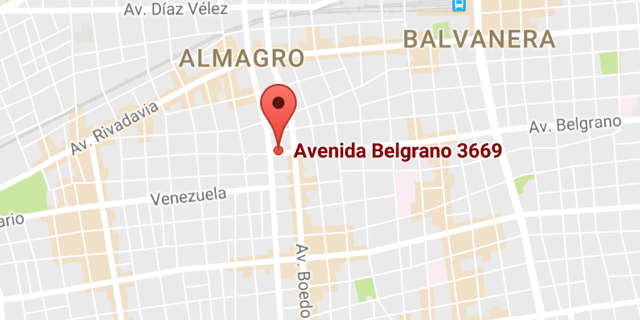 Av. Díaz Vélez
BALVANERA
ALMAGRO
Av. Rivadavia
Av. Belgrano
Avenida Belgrano 3669
Venezuela
ario
Av. Boedo